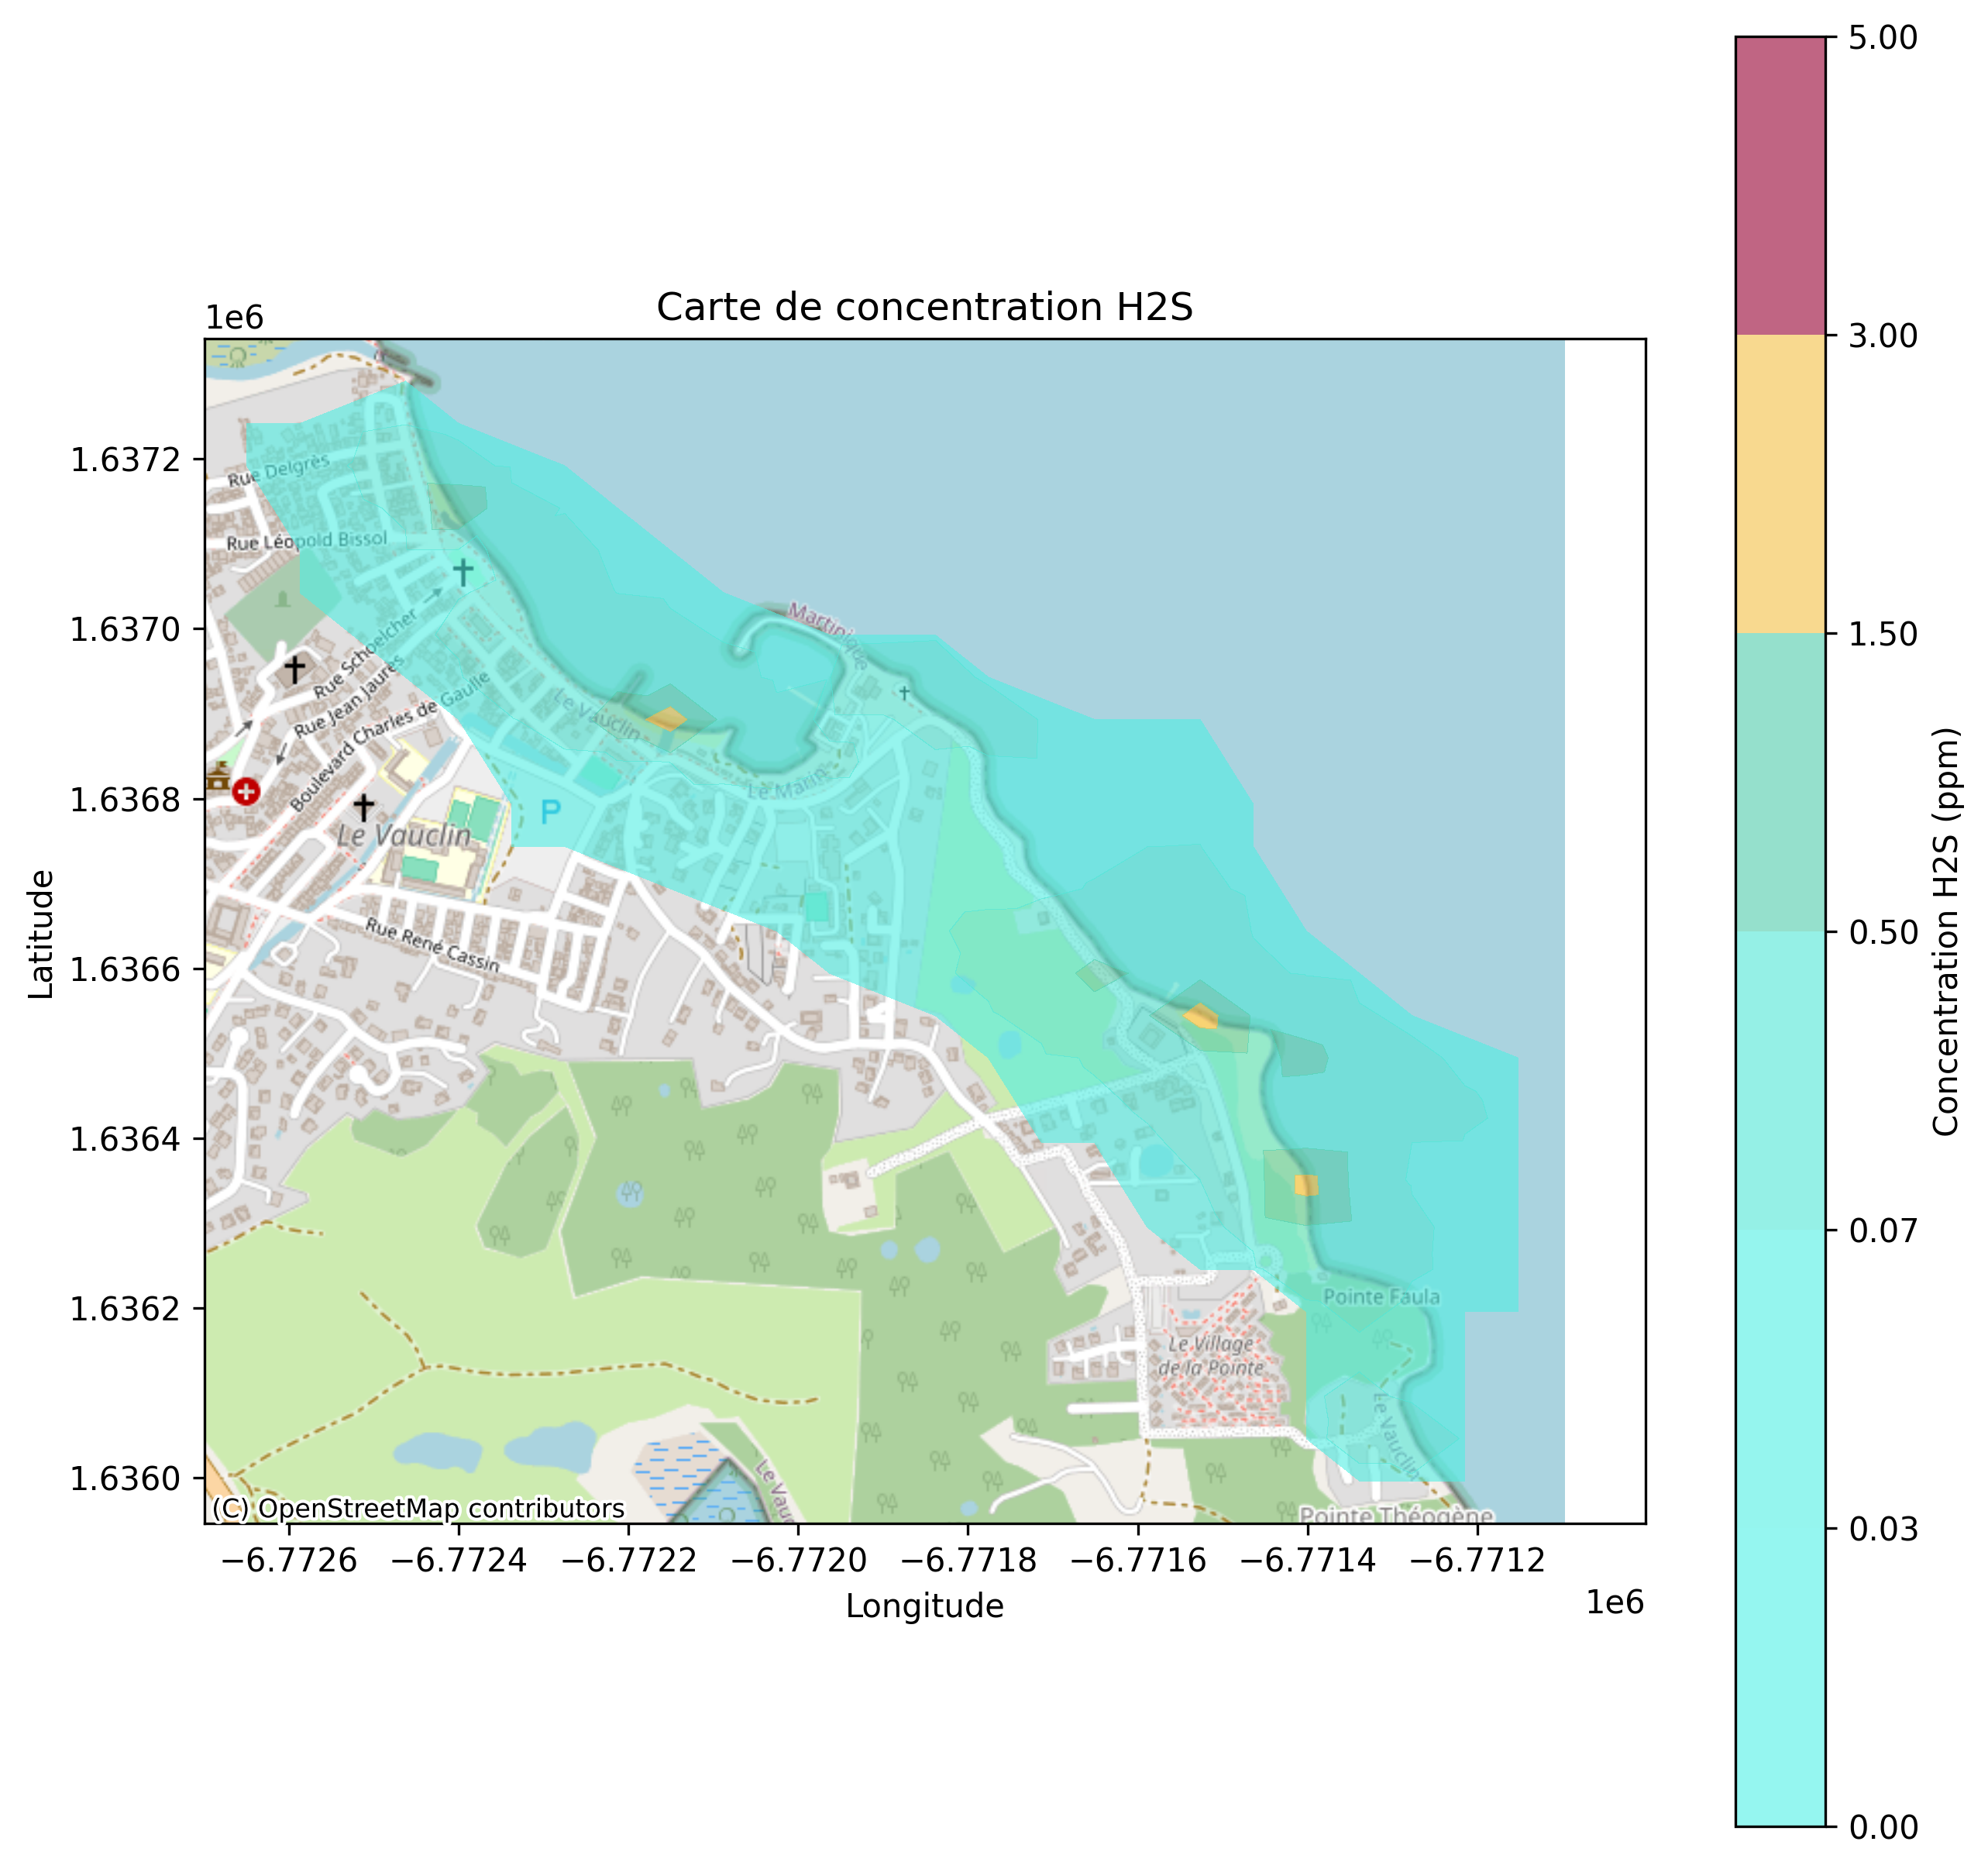 Carte de concentration H2S
1e6
1.6372
1.6370
1.6368
1.6366
1.6364
1.6362
1.6360
Latitude
Rue Delgrès
Rue Léopold Bissol
Rue Schoelcher
Rue Jean Jaurès
Boulevard Charles de Gaulle
Martinique
Le Vauclin
Le Marin
P
Le Vauclin
Rue René Cassin
Pointe Faula
Le Village
de la Pointe
Le Vauclin
Le Vauc
Pointe Théogène
(C) OpenStreetMap contributors
−6.7726
−6.7724
−6.7722
−6.7720
−6.7718
−6.7716
−6.7714
−6.7712
1e6
Longitude
5.00
3.00
1.50
0.50
0.07
0.03
0.00
Concentration H2S (ppm)